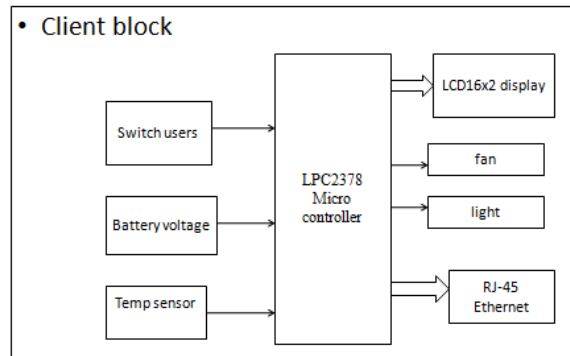 • Client block
Switch users
Battery voltage
Temp sensor
LPC2378
Micro
controller
LCD16x2 display
fan
light
RJ-45
Ethernet